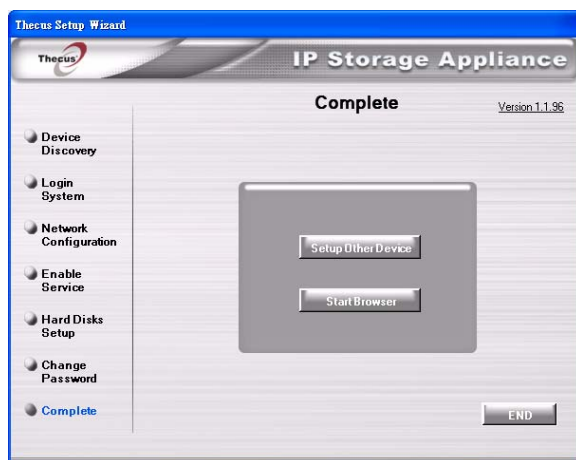 Thecus Setup Wizard
Thecus
IP Storage Appliance
Complete
Version 1.1.96
Device
Discovery
Login
System
Network
Configuration
Enable
Service
Hard Disks
Setup
Change
Password
Complete
Setup Other Device
Start Browser
END